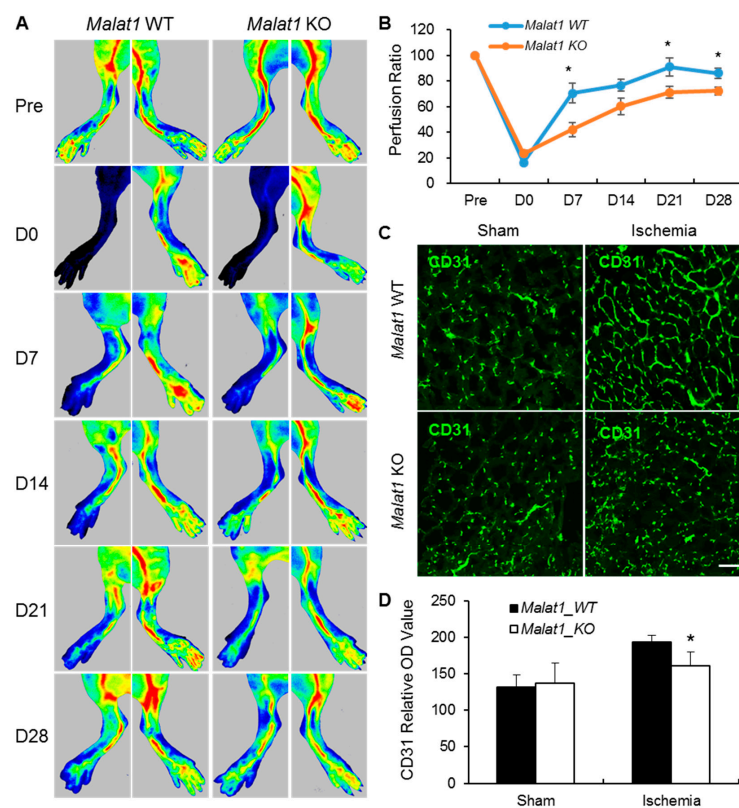 A
Malat1 WT
Malat1 KO
Pre
D0
D7
D14
D21
D28
B
Malat1 WT
Malat1 KO
Perfusion Ratio
120
100
80
60
40
20
0
*
*
*
Pre
D0
D7
D14
D21
D28
C
Sham
Ischemia
Malat1 WT
CD31
CD31
Malat1 KO
CD31
CD31
D
CD31 Relative OD Value
250
200
150
100
50
0
Malat1_WT
Malat1_KO
*
Sham
Ischemia